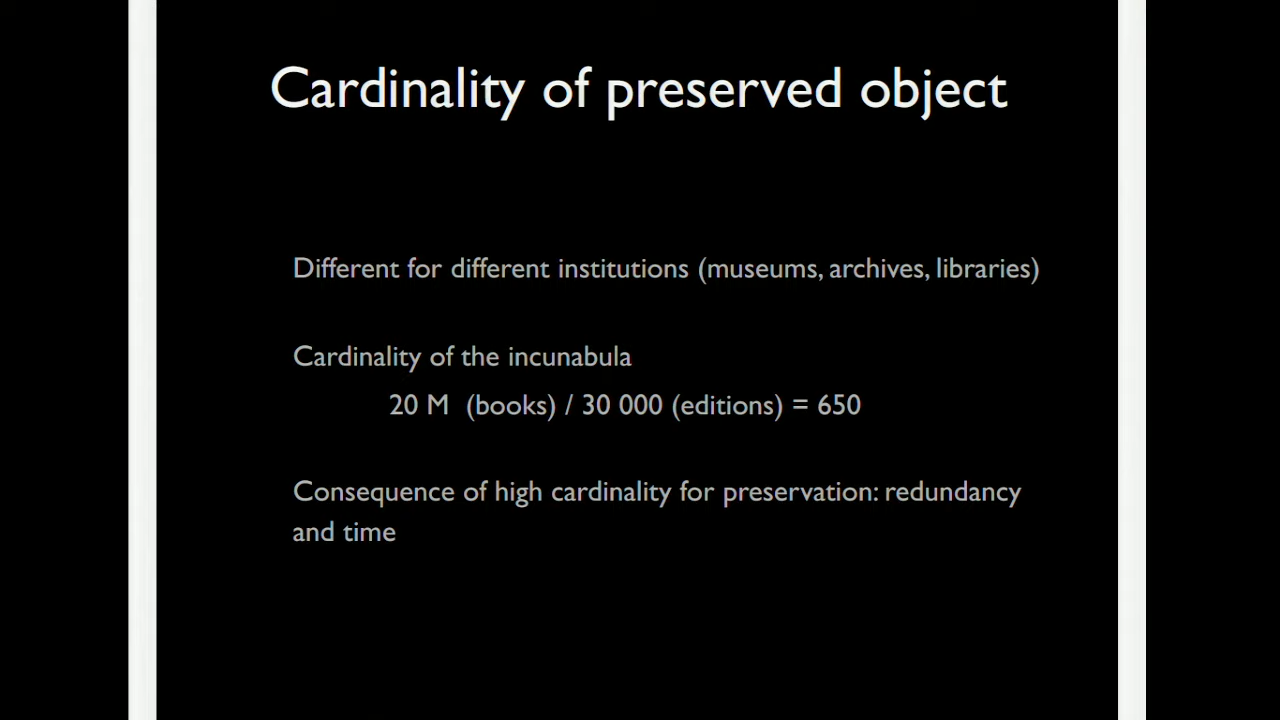 Cardinality of preserved object
Different for different institutions (museums, archives, libraries)
Cardinality of the incunabula
20 M (books) / 30 000 (editions) = 650
Consequence of high cardinality for preservation: redundancy
and time